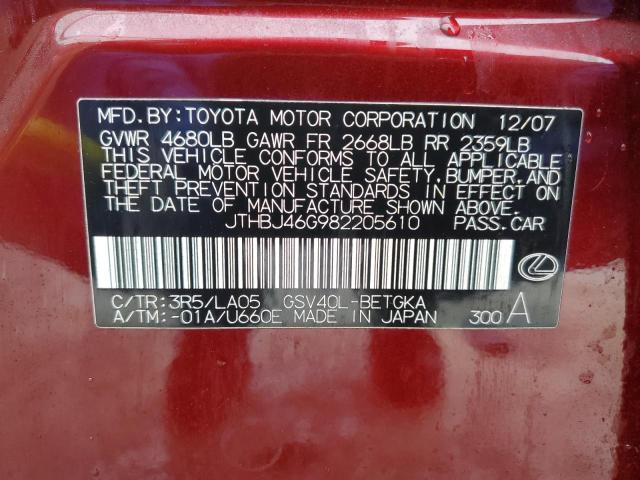 MFD.BY:TOYOTA MOTOR CORPORATION 12/07
GVWR 4680LB GAWR FR 2668LB RR 2359LB
THIS VEHICLE CONFORMS TO ALL APPLICABLE
FEDERAL MOTOR VEHICLE SAFETY,BUMPER,AND
THEFT PREVENTION STANDARDS IN EFFECT ON
THE DATE OF MANUFACTURE SHOWN ABOVE.
JTHBJ46G982205610 PASS.CAR
C/TR:3R5/LA05 GSV40L-BETGKA
A/TM:-01A/U660E MADE IN JAPAN 300 A